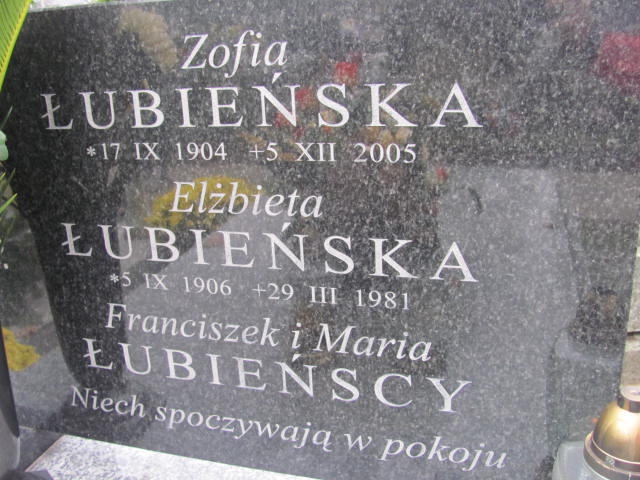 Zofia
ŁUBIEŃSKA
*17 IX 1904 +5 XII 2005
Elżbieta
ŁUBIEŃSKA
*5 IX 1906 +29 III 1981
Franciszek i Maria
ŁUBIEŃSCY
Niech spoczywają w pokoju